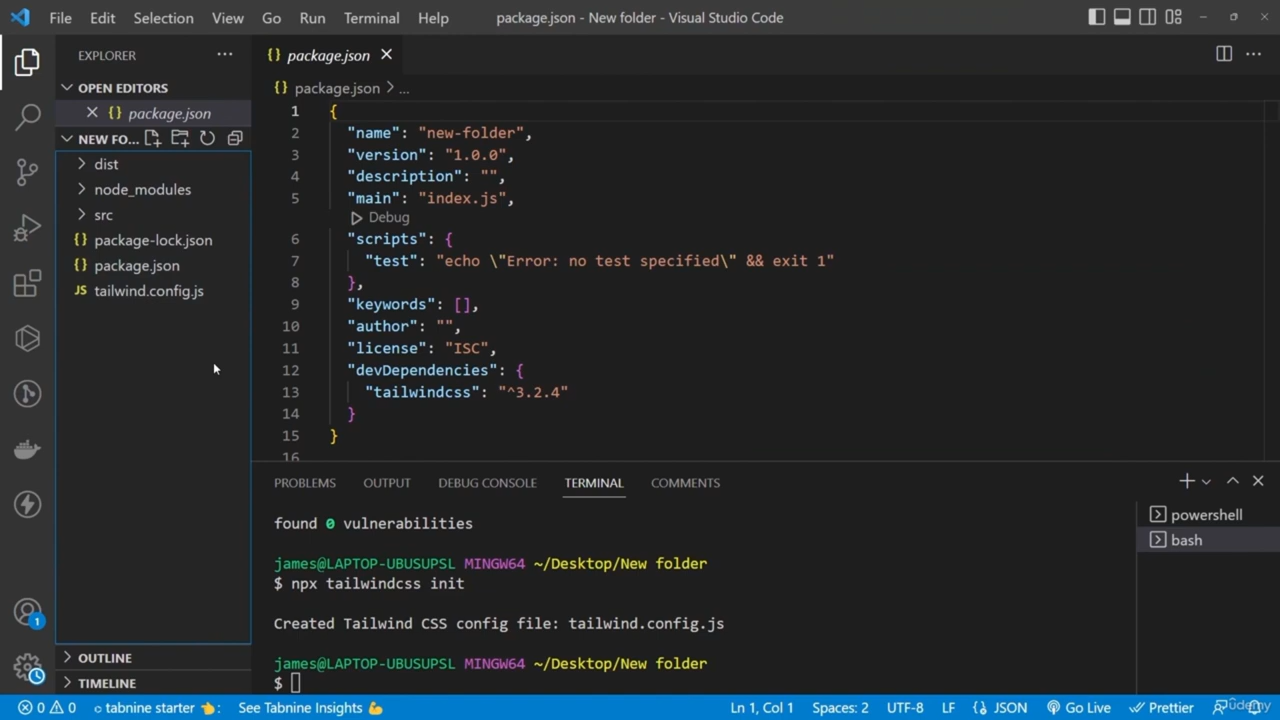 File Edit Selection View Go Run Terminal Help package.json - New folder - Visual Studio Code
EXPLORER
OPEN EDITORS
{} package.json
NEW FO...
dist
node_modules
src
{} package-lock.json
{} package.json
JS tailwind.config.js
OUTLINE
TIMELINE
{} package.json
{} package.json > ...
1 {
2 "name": "new-folder",
3 "version": "1.0.0",
4 "description": "",
5 "main": "index.js",
Debug
6 "scripts": {
7 "test": "echo \"Error: no test specified\" && exit 1"
8 },
9 "keywords": [],
10 "author": "",
11 "license": "ISC",
12 "devDependencies": {
13 "tailwindcss": "^3.2.4"
14 }
15 }
16
PROBLEMS OUTPUT DEBUG CONSOLE TERMINAL COMMENTS
found 0 vulnerabilities
james@LAPTOP-UBUSUPSL MINGW64 ~/Desktop/New folder
$ npx tailwindcss init
Created Tailwind CSS config file: tailwind.config.js
james@LAPTOP-UBUSUPSL MINGW64 ~/Desktop/New folder
$
powershell
bash
1
0 0 tabnine starter 👈: See Tabnine Insights 💪 Ln 1, Col 1 Spaces: 2 UTF-8 LF {} JSON Go Live Prettier
Udemy